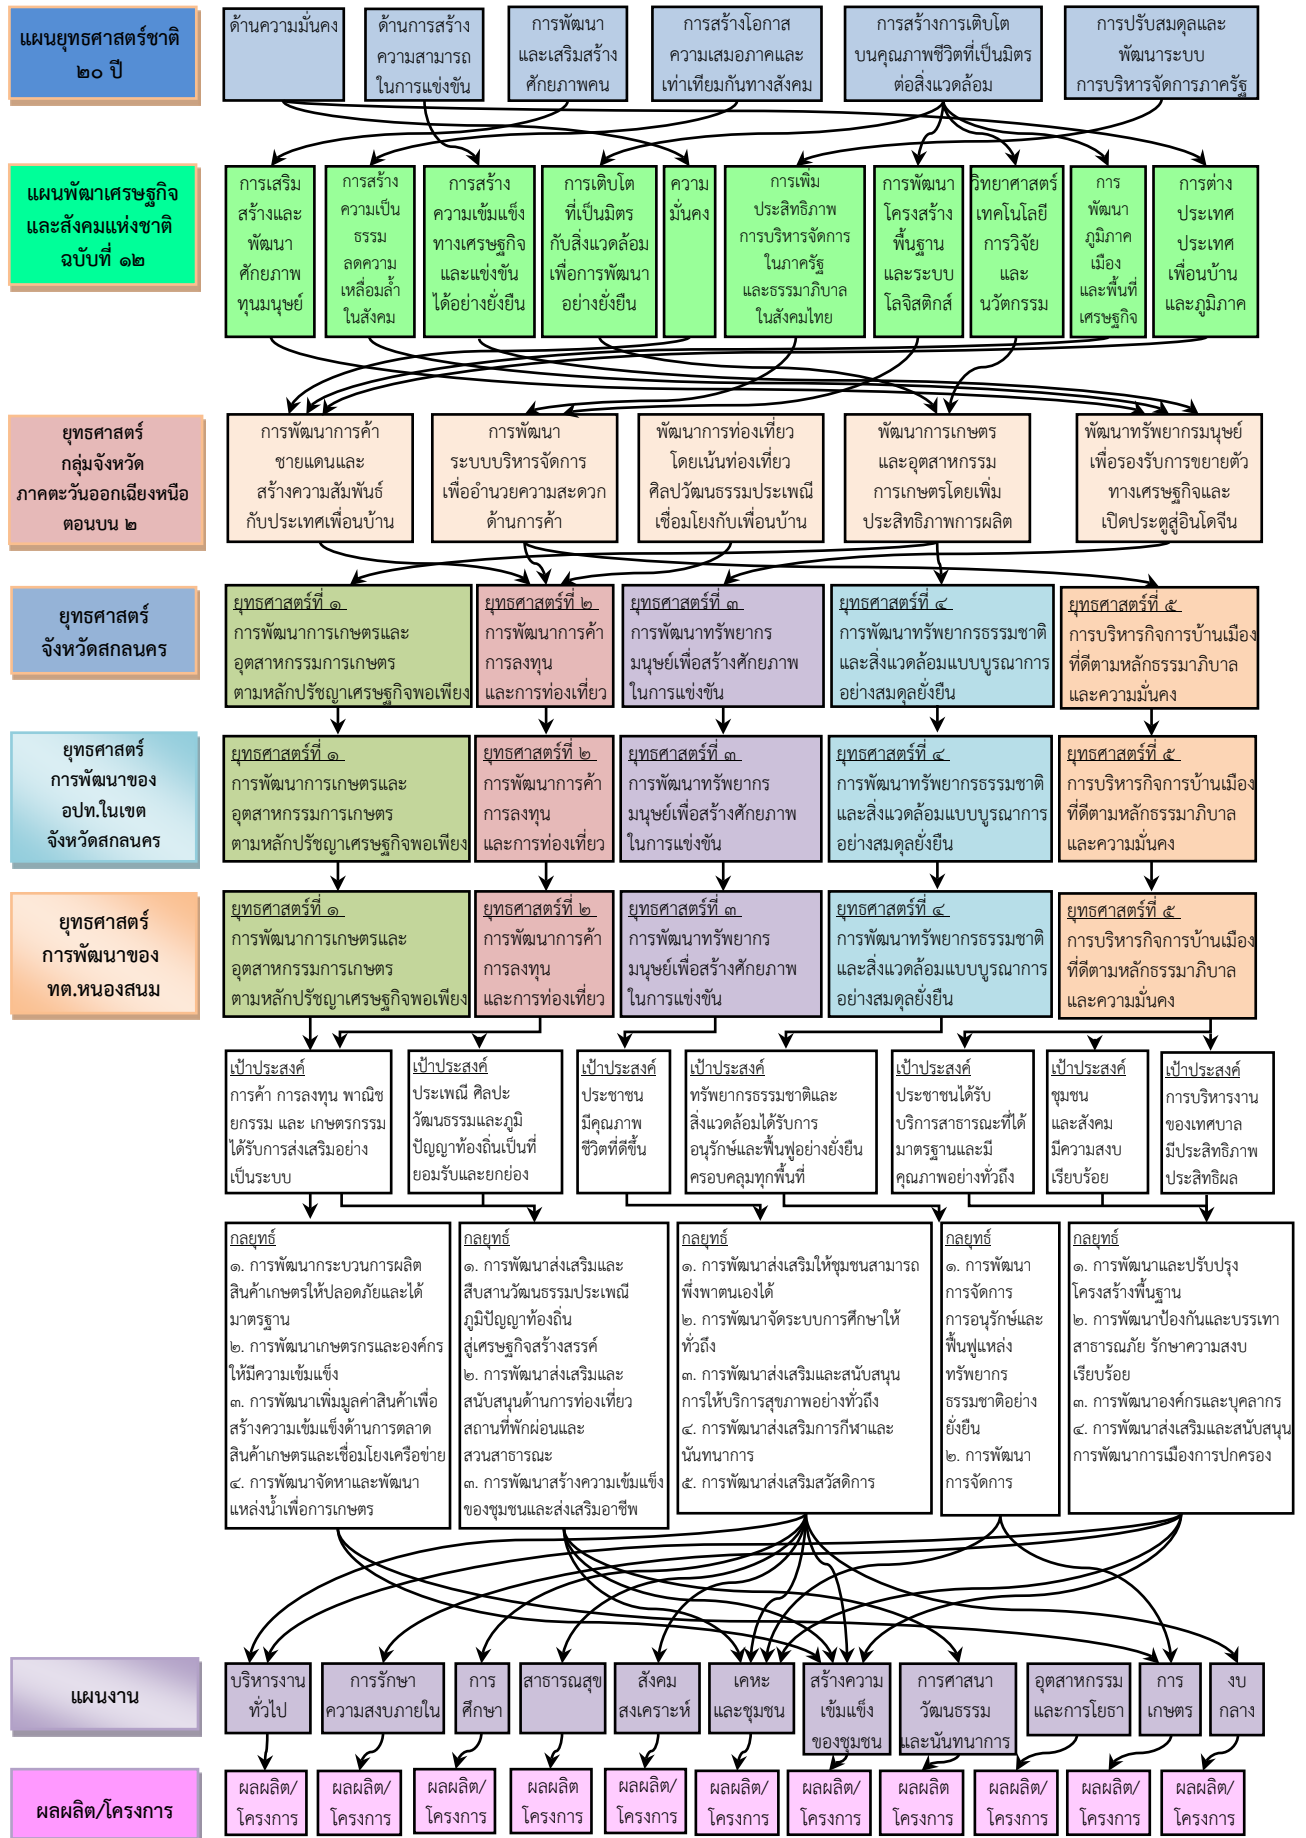 แผนยุทธศาสตร์ชาติ
๒๐ ปี
ด้านความมั่นคง
ด้านการสร้าง
ความสามารถ
ในการแข่งขัน
การพัฒนา
และเสริมสร้าง
ศักยภาพคน
การสร้างโอกาส
ความเสมอภาคและ
เท่าเทียมกันทางสังคม
การสร้างการเติบโต
บนคุณภาพชีวิตที่เป็นมิตร
ต่อสิ่งแวดล้อม
การปรับสมดุลและ
พัฒนาระบบ
การบริหารจัดการภาครัฐ
แผนพัฒาเศรษฐกิจ
และสังคมแห่งชาติ
ฉบับที่ ๑๒
การเสริม
สร้างและ
พัฒนา
ศักยภาพ
ทุนมนุษย์
การสร้าง
ความเป็น
ธรรม
ลดความ
เหลื่อมล้ำ
ในสังคม
การสร้าง
ความเข้มแข็ง
ทางเศรษฐกิจ
และแข่งขัน
ได้อย่างยั่งยืน
การเติบโต
ที่เป็นมิตร
กับสิ่งแวดล้อม
เพื่อการพัฒนา
อย่างยั่งยืน
ความ
มั่นคง
การเพิ่ม
ประสิทธิภาพ
การบริหารจัดการ
ในภาครัฐ
และธรรมาภิบาล
ในสังคมไทย
การพัฒนา
โครงสร้าง
พื้นฐาน
และระบบ
โลจิสติกส์
วิทยาศาสตร์
เทคโนโลยี
การวิจัย
และ
นวัตกรรม
การ
พัฒนา
ภูมิภาค
เมือง
และพื้นที่
เศรษฐกิจ
การต่าง
ประเทศ
ประเทศ
เพื่อนบ้าน
และภูมิภาค
ยุทธศาสตร์
กลุ่มจังหวัด
ภาคตะวันออกเฉียงหนือ
ตอนบน ๒
การพัฒนาการค้า
ชายแดนและ
สร้างความสัมพันธ์
กับประเทศเพื่อนบ้าน
การพัฒนา
ระบบบริหารจัดการ
เพื่ออำนวยความสะดวก
ด้านการค้า
พัฒนาการท่องเที่ยว
โดยเน้นท่องเที่ยว
ศิลปวัฒนธรรมประเพณี
เชื่อมโยงกับเพื่อนบ้าน
พัฒนาการเกษตร
และอุตสาหกรรม
การเกษตรโดยเพิ่ม
ประสิทธิภาพการผลิต
พัฒนาทรัพยากรมนุษย์
เพื่อรองรับการขยายตัว
ทางเศรษฐกิจและ
เปิดประตูสู่อินโดจีน
ยุทธศาสตร์
จังหวัดสกลนคร
ยุทธศาสตร์ที่ ๑
การพัฒนาการเกษตรและ
อุตสาหกรรมการเกษตร
ตามหลักปรัชญาเศรษฐกิจพอเพียง
ยุทธศาสตร์ที่ ๒
การพัฒนาการค้า
การลงทุน
และการท่องเที่ยว
ยุทธศาสตร์ที่ ๓
การพัฒนาทรัพยากร
มนุษย์เพื่อสร้างศักยภาพ
ในการแข่งขัน
ยุทธศาสตร์ที่ ๔
การพัฒนาทรัพยากรธรรมชาติ
และสิ่งแวดล้อมแบบบูรณาการ
อย่างสมดุลยั่งยืน
ยุทธศาสตร์ที่ ๕
การบริหารกิจการบ้านเมือง
ที่ดีตามหลักธรรมาภิบาล
และความมั่นคง
ยุทธศาสตร์
การพัฒนาของ
อปท.ในเขต
จังหวัดสกลนคร
ยุทธศาสตร์ที่ ๑
การพัฒนาการเกษตรและ
อุตสาหกรรมการเกษตร
ตามหลักปรัชญาเศรษฐกิจพอเพียง
ยุทธศาสตร์ที่ ๒
การพัฒนาการค้า
การลงทุน
และการท่องเที่ยว
ยุทธศาสตร์ที่ ๓
การพัฒนาทรัพยากร
มนุษย์เพื่อสร้างศักยภาพ
ในการแข่งขัน
ยุทธศาสตร์ที่ ๔
การพัฒนาทรัพยากรธรรมชาติ
และสิ่งแวดล้อมแบบบูรณาการ
อย่างสมดุลยั่งยืน
ยุทธศาสตร์ที่ ๕
การบริหารกิจการบ้านเมือง
ที่ดีตามหลักธรรมาภิบาล
และความมั่นคง
ยุทธศาสตร์
การพัฒนาของ
ทต.หนองสนม
ยุทธศาสตร์ที่ ๑
การพัฒนาการเกษตรและ
อุตสาหกรรมการเกษตร
ตามหลักปรัชญาเศรษฐกิจพอเพียง
ยุทธศาสตร์ที่ ๒
การพัฒนาการค้า
การลงทุน
และการท่องเที่ยว
ยุทธศาสตร์ที่ ๓
การพัฒนาทรัพยากร
มนุษย์เพื่อสร้างศักยภาพ
ในการแข่งขัน
ยุทธศาสตร์ที่ ๔
การพัฒนาทรัพยากรธรรมชาติ
และสิ่งแวดล้อมแบบบูรณาการ
อย่างสมดุลยั่งยืน
ยุทธศาสตร์ที่ ๕
การบริหารกิจการบ้านเมือง
ที่ดีตามหลักธรรมาภิบาล
และความมั่นคง
เป้าประสงค์
การค้า การลงทุน พาณิช
ยกรรม และ เกษตรกรรม
ได้รับการส่งเสริมอย่าง
เป็นระบบ
เป้าประสงค์
ประเพณี ศิลปะ
วัฒนธรรมและภูมิ
ปัญญาท้องถิ่นเป็นที่
ยอมรับและยกย่อง
เป้าประสงค์
ประชาชน
มีคุณภาพ
ชีวิตที่ดีขึ้น
เป้าประสงค์
ทรัพยากรธรรมชาติและ
สิ่งแวดล้อมได้รับการ
อนุรักษ์และฟื้นฟูอย่างยั่งยืน
ครอบคลุมทุกพื้นที่
เป้าประสงค์
ประชาชนได้รับ
บริการสาธารณะที่ได้
มาตรฐานและมี
คุณภาพอย่างทั่วถึง
เป้าประสงค์
ชุมชน
และสังคม
มีความสงบ
เรียบร้อย
เป้าประสงค์
การบริหารงาน
ของเทศบาล
มีประสิทธิภาพ
ประสิทธิผล
กลยุทธ์
๑. การพัฒนากระบวนการผลิต
สินค้าเกษตรให้ปลอดภัยและได้
มาตรฐาน
๒. การพัฒนาเกษตรกรและองค์กร
ให้มีความเข้มแข็ง
๓. การพัฒนาเพิ่มมูลค่าสินค้าเพื่อ
สร้างความเข้มแข็งด้านการตลาด
สินค้าเกษตรและเชื่อมโยงเครือข่าย
๔. การพัฒนาจัดหาและพัฒนา
แหล่งน้ำเพื่อการเกษตร
กลยุทธ์
๑. การพัฒนาส่งเสริมและ
สืบสานวัฒนธรรมประเพณี
ภูมิปัญญาท้องถิ่น
สู่เศรษฐกิจสร้างสรรค์
๒. การพัฒนาส่งเสริมและ
สนับสนุนด้านการท่องเที่ยว
สถานที่พักผ่อนและ
สวนสาธารณะ
๓. การพัฒนาสร้างความเข้มแข็ง
ของชุมชนและส่งเสริมอาชีพ
กลยุทธ์
๑. การพัฒนาส่งเสริมให้ชุมชนสามารถ
พึ่งพาตนเองได้
๒. การพัฒนาจัดระบบการศึกษาให้
ทั่วถึง
๓. การพัฒนาส่งเสริมและสนับสนุน
การให้บริการสุขภาพอย่างทั่วถึง
๔. การพัฒนาส่งเสริมการกีฬาและ
นันทนาการ
๕. การพัฒนาส่งเสริมสวัสดิการ
กลยุทธ์
๑. การพัฒนา
การจัดการ
การอนุรักษ์และ
ฟื้นฟูแหล่ง
ทรัพยากร
ธรรมชาติอย่าง
ยั่งยืน
๒. การพัฒนา
การจัดการ
กลยุทธ์
๑. การพัฒนาและปรับปรุง
โครงสร้างพื้นฐาน
๒. การพัฒนาป้องกันและบรรเทา
สาธารณภัย รักษาความสงบ
เรียบร้อย
๓. การพัฒนาองค์กรและบุคลากร
๔. การพัฒนาส่งเสริมและสนับสนุน
การพัฒนาการเมืองการปกครอง
แผนงาน
บริหารงาน
ทั่วไป
การรักษา
ความสงบภายใน
การ
ศึกษา
สาธารณสุข
สังคม
สงเคราะห์
เคหะ
และชุมชน
สร้างความ
เข้มแข็ง
ของชุมชน
การศาสนา
วัฒนธรรม
และนันทนาการ
อุตสาหกรรม
และการโยธา
การ
เกษตร
งบ
กลาง
ผลผลิต/โครงการ
ผลผลิต/
โครงการ
ผลผลิต/
โครงการ
ผลผลิต/
โครงการ
ผลผลิต
โครงการ
ผลผลิต/
โครงการ
ผลผลิต/
โครงการ
ผลผลิต/
โครงการ
ผลผลิต
โครงการ
ผลผลิต/
โครงการ
ผลผลิต/
โครงการ
ผลผลิต/
โครงการ